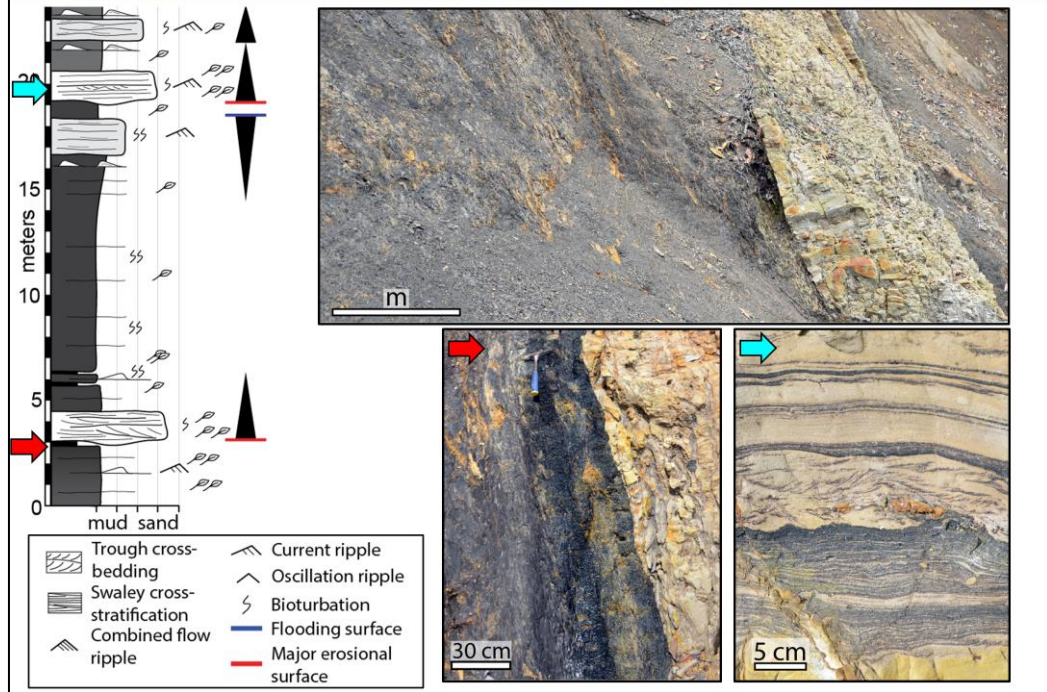 20
15
10
5
0
meters
mud sand
m
30 cm
5 cm
Trough cross-
bedding
Swaley cross-
stratification
Combined flow
ripple
Current ripple
Oscillation ripple
Bioturbation
Flooding surface
Major erosional
surface